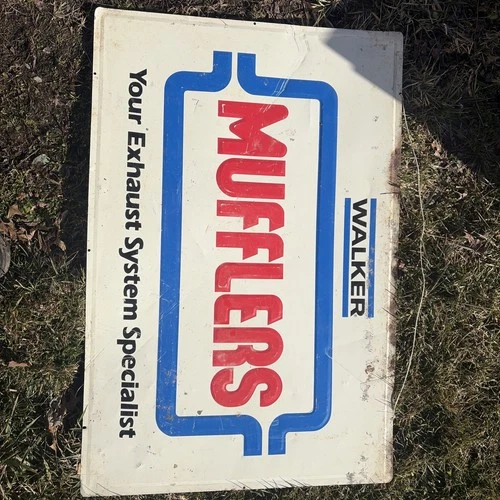 WALKER
MUFFLERS
Your Exhaust System Specialist